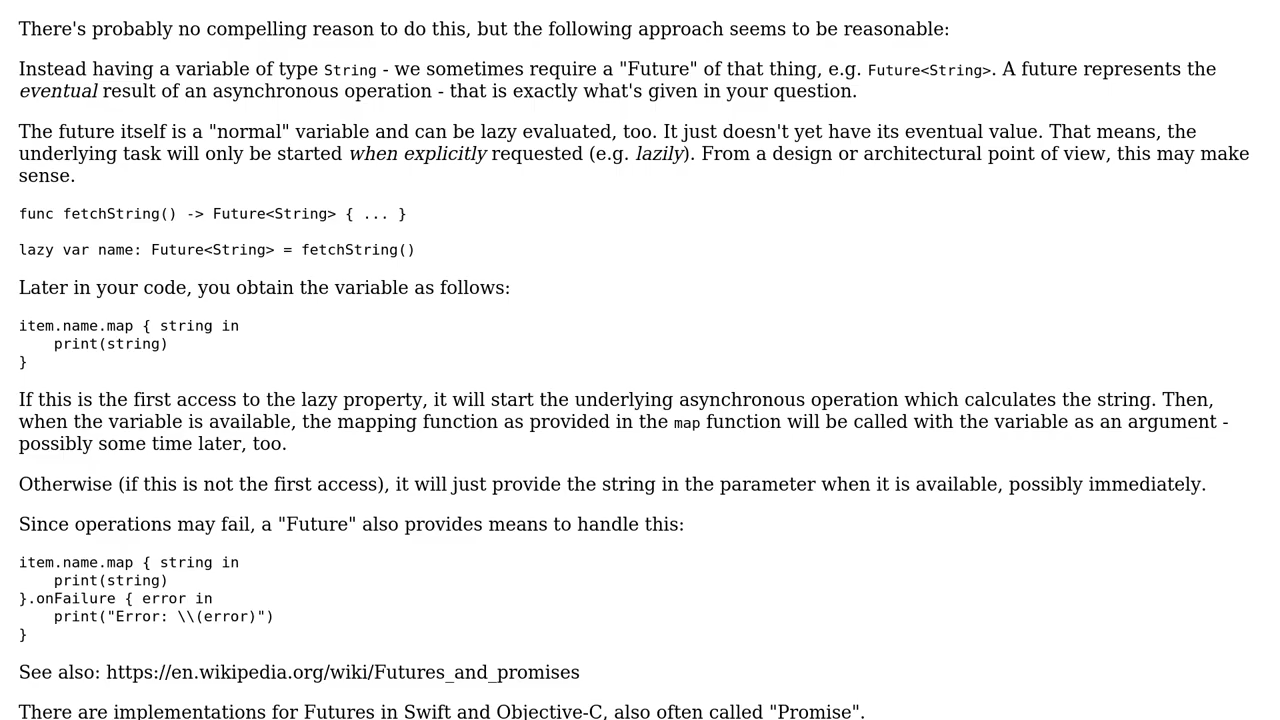 There's probably no compelling reason to do this, but the following approach seems to be reasonable:
Instead having a variable of type String - we sometimes require a "Future" of that thing, e.g. Future<String>. A future represents the
eventual result of an asynchronous operation - that is exactly what's given in your question.
The future itself is a "normal" variable and can be lazy evaluated, too. It just doesn't yet have its eventual value. That means, the
underlying task will only be started when explicitly requested (e.g. lazily). From a design or architectural point of view, this may make
sense.
func fetchString() -> Future<String> { ... }
lazy var name: Future<String> = fetchString()
Later in your code, you obtain the variable as follows:
item.name.map { string in
    print(string)
}
If this is the first access to the lazy property, it will start the underlying asynchronous operation which calculates the string. Then,
when the variable is available, the mapping function as provided in the map function will be called with the variable as an argument -
possibly some time later, too.
Otherwise (if this is not the first access), it will just provide the string in the parameter when it is available, possibly immediately.
Since operations may fail, a "Future" also provides means to handle this:
item.name.map { string in
    print(string)
}.onFailure { error in
    print("Error: \\(error)")
}
See also: https://en.wikipedia.org/wiki/Futures_and_promises
There are implementations for Futures in Swift and Objective-C, also often called "Promise".